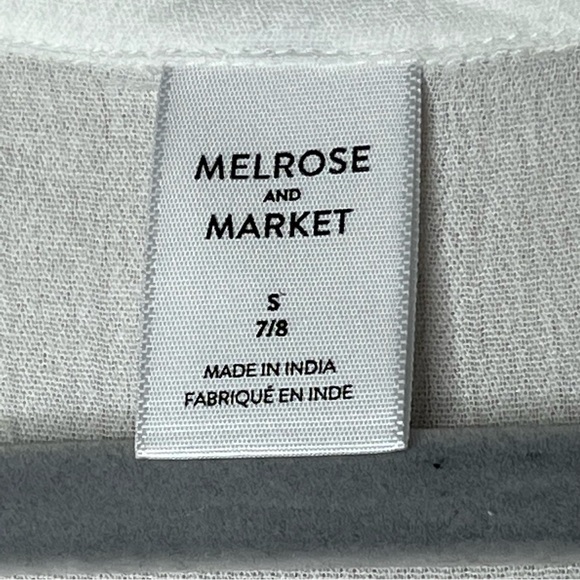 MELROSE
AND
MARKET
S
7/8
MADE IN INDIA
FABRIQUÉ EN INDE